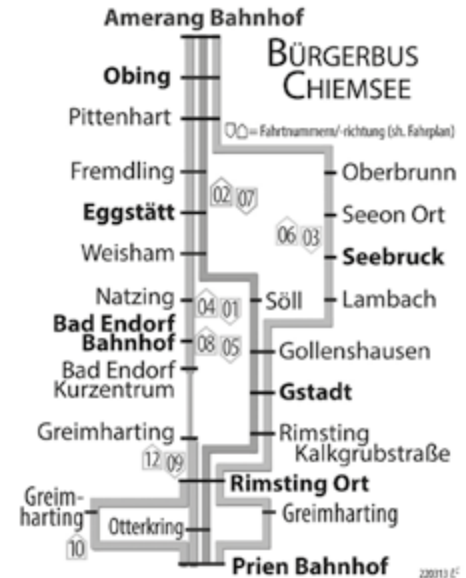 Amerang Bahnhof
BÜRGERBUS
CHIEMSEE
Obing
Pittenhart
= Fahrtnummern/-richtung (sh. Fahrplan)
Fremdling
Oberbrunn
02 07
Eggstätt
Seeon Ort
06 03
Weisham
Seebruck
Natzing
04 01
Söll
Lambach
Bad Endorf
Bahnhof
08 05
Gollenshausen
Bad Endorf
Kurzentrum
Gstadt
Greimharting
Rimsting
Kalkgrubstraße
12 09
Rimsting Ort
Greim-
harting
Otterkring
Greimharting
10
Prien Bahnhof